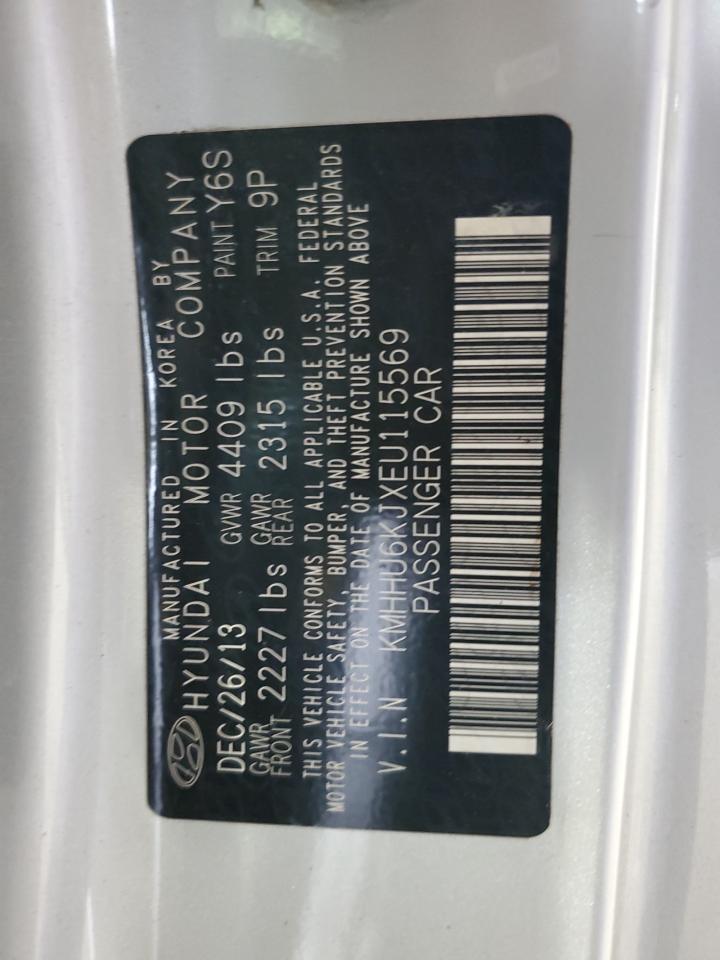 MANUFACTURED IN KOREA BY
HYUNDAI MOTOR COMPANY
DEC/26/13 GVWR 4409 lbs PAINT Y6S
GAWR FRONT 2227 lbs GAWR REAR 2315 lbs TRIM 9P
THIS VEHICLE CONFORMS TO ALL APPLICABLE U.S.A. FEDERAL
MOTOR VEHICLE SAFETY, BUMPER, AND THEFT PREVENTION STANDARDS
IN EFFECT ON THE DATE OF MANUFACTURE SHOWN ABOVE
V.I.N KMHHU6KJXEU115569
PASSENGER CAR